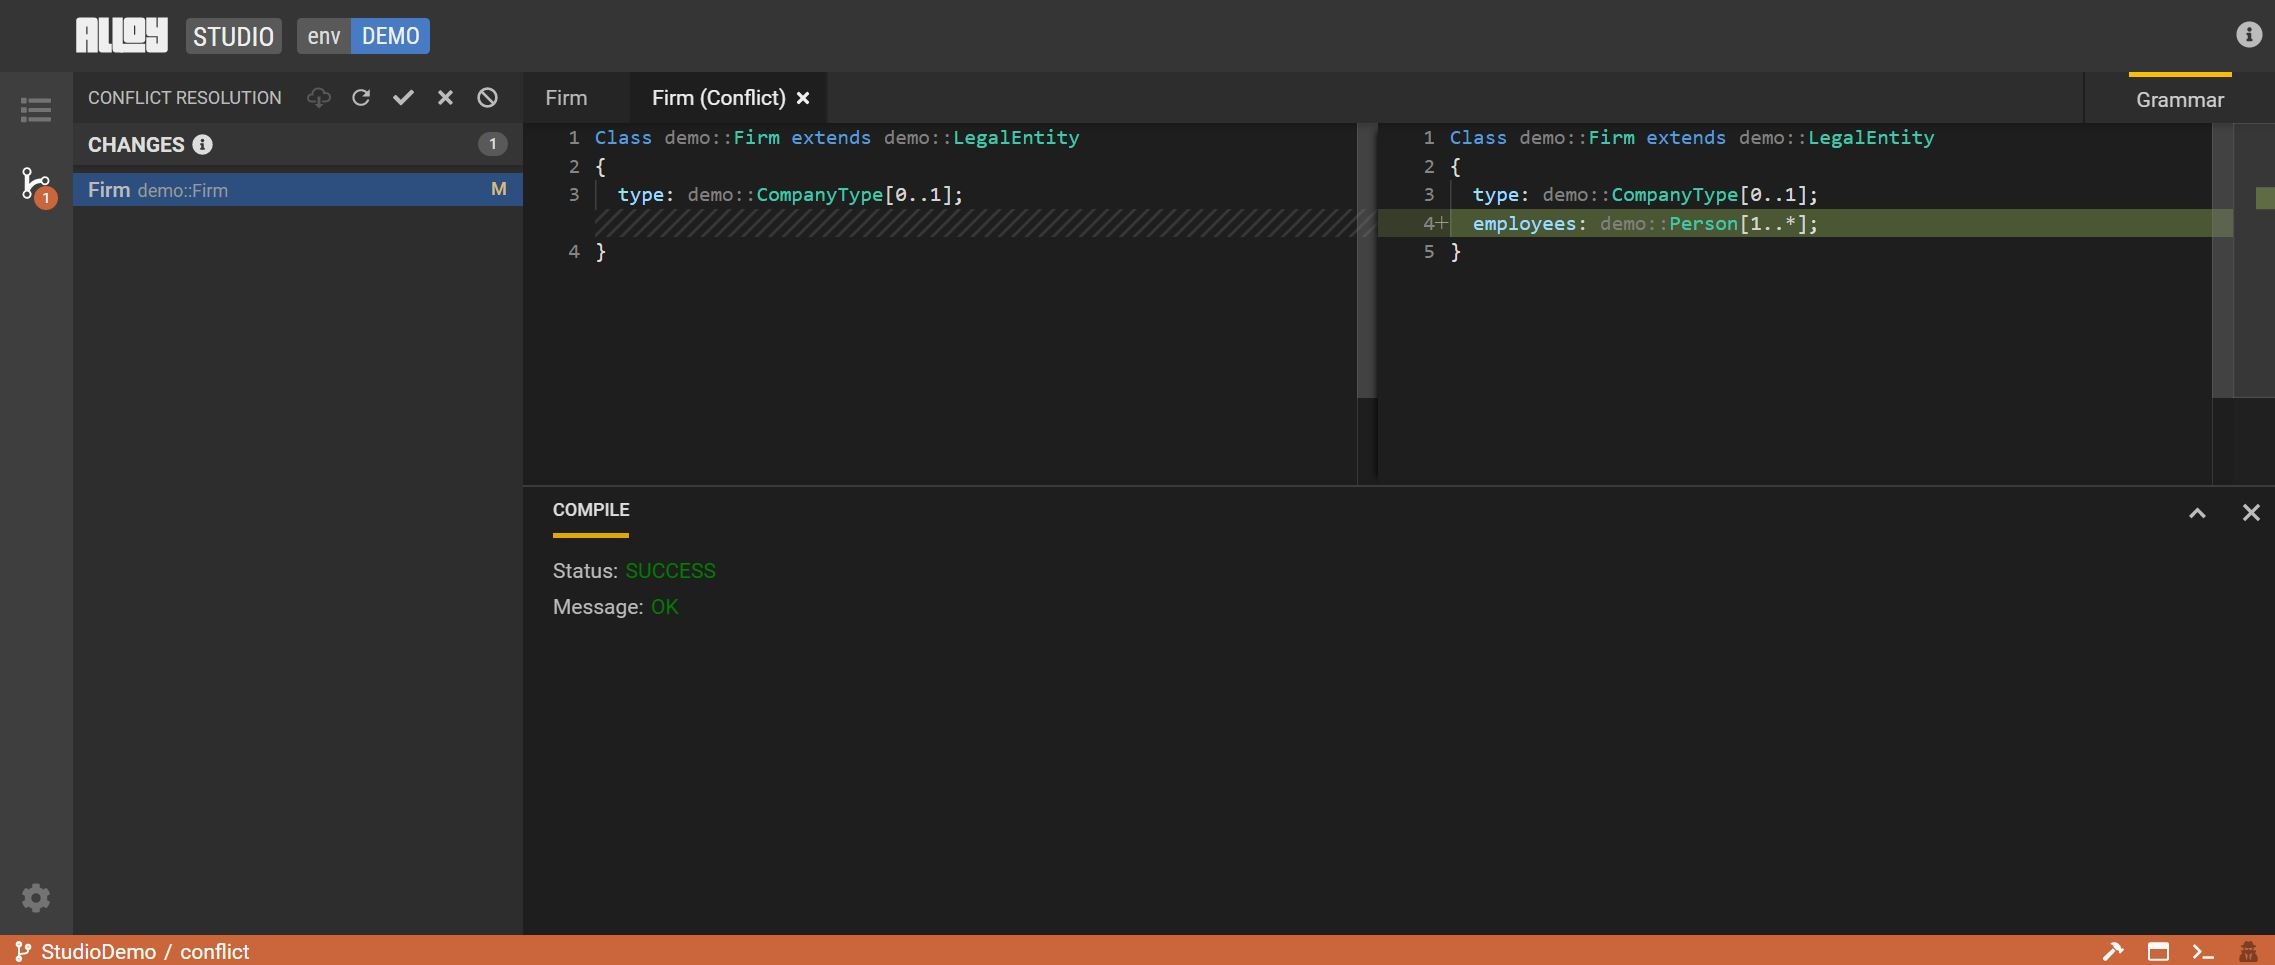 ALLOY STUDIO env DEMO
CONFLICT RESOLUTION
CHANGES 1
Firm demo::Firm M
1
Firm
Firm (Conflict)
Grammar
1 Class demo::Firm extends demo::LegalEntity
2 {
3 type: demo::CompanyType[0..1];
4 }
1 Class demo::Firm extends demo::LegalEntity
2 {
3 type: demo::CompanyType[0..1];
4+ employees: demo::Person[1..*];
5 }
COMPILE
Status: SUCCESS
Message: OK
StudioDemo / conflict